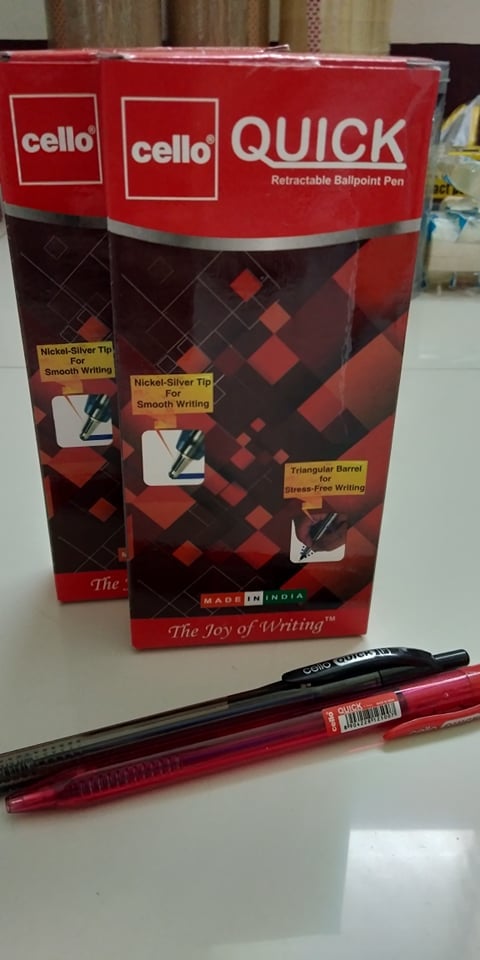 cello®
Nickel-Silver Tip
For
Smooth Writing
The
cello®
QUICK
Retractable Ballpoint Pen
Nickel-Silver Tip
For
Smooth Writing
Triangular Barrel
for
Stress-Free Writing
MADE IN INDIA
The Joy of Writing™
cello QUICK
cello
QUICK